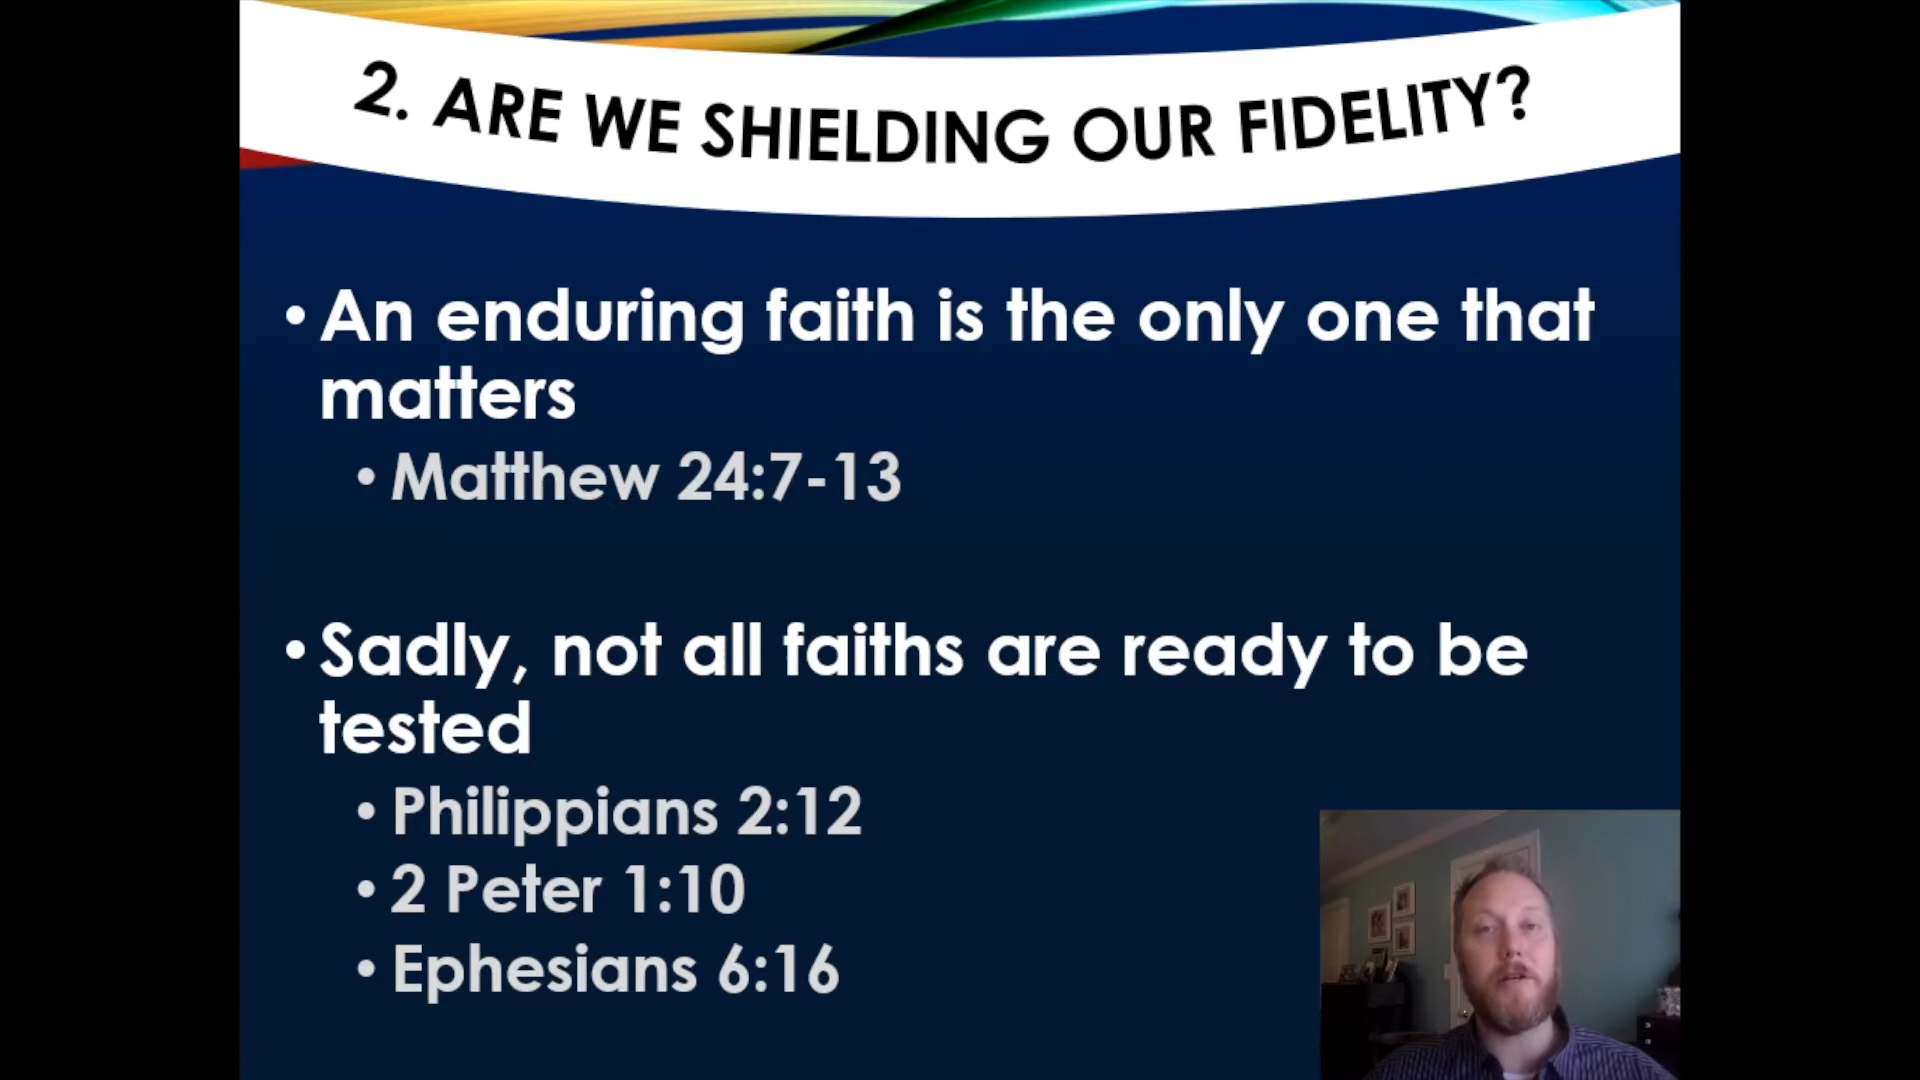 2. ARE WE SHIELDING OUR FIDELITY?
• An enduring faith is the only one that
matters
• Matthew 24:7-13
• Sadly, not all faiths are ready to be
tested
• Philippians 2:12
• 2 Peter 1:10
• Ephesians 6:16